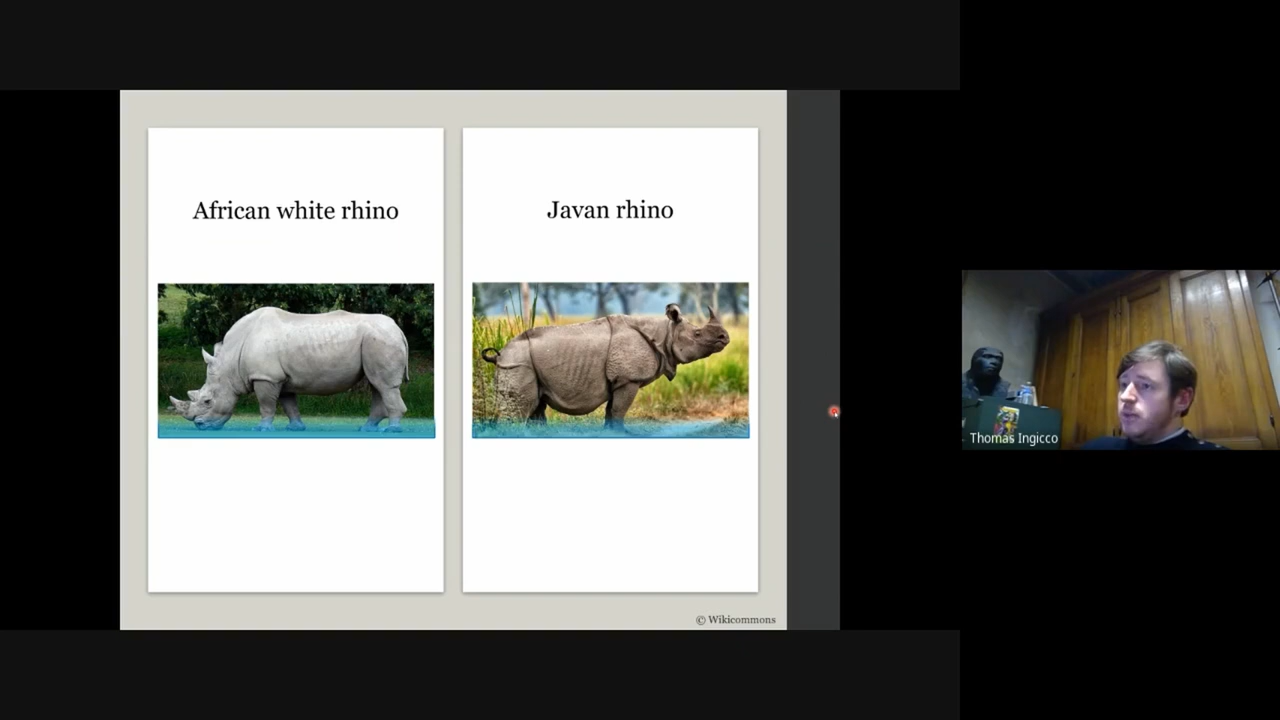 African white rhino
Javan rhino
© Wikicommons
Thomas Ingicco